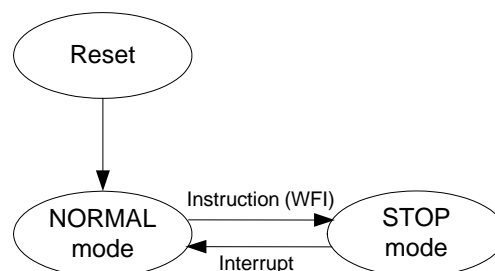 Reset
Instruction (WFI)
NORMAL
mode
STOP
mode
Interrupt